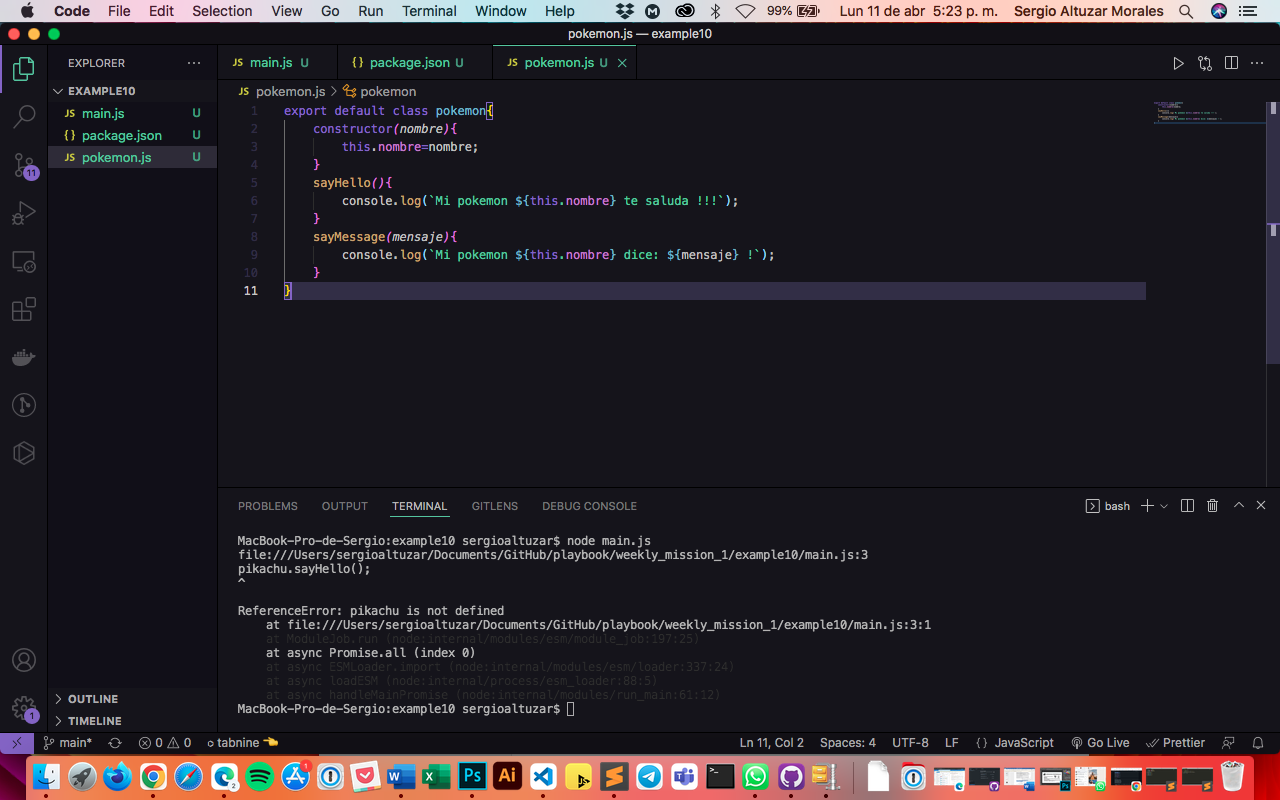 Code File Edit Selection View Go Run Terminal Window Help 99% Lun 11 de abr 5:23 p. m. Sergio Altuzar Morales
pokemon.js — example10
EXPLORER ···
JS main.js U
{} package.json U
JS pokemon.js U
EXAMPLE10
JS main.js U
{} package.json U
JS pokemon.js U
11
JS pokemon.js > pokemon
1 export default class pokemon{
2 constructor(nombre){
3 this.nombre=nombre;
4 }
5 sayHello(){
6 console.log(`Mi pokemon ${this.nombre} te saluda !!!`);
7 }
8 sayMessage(mensaje){
9 console.log(`Mi pokemon ${this.nombre} dice: ${mensaje} !`);
10 }
11 }
PROBLEMS OUTPUT TERMINAL GITLENS DEBUG CONSOLE bash
MacBook-Pro-de-Sergio:example10 sergioaltuzar$ node main.js
file:///Users/sergioaltuzar/Documents/GitHub/playbook/weekly_mission_1/example10/main.js:3
pikachu.sayHello();
^
ReferenceError: pikachu is not defined
at file:///Users/sergioaltuzar/Documents/GitHub/playbook/weekly_mission_1/example10/main.js:3:1
at ModuleJob.run (node:internal/modules/esm/module_job:197:25)
at async Promise.all (index 0)
at async ESMLoader.import (node:internal/modules/esm/loader:337:24)
at async loadESM (node:internal/process/esm_loader:88:5)
at async handleMainPromise (node:internal/modules/run_main:61:12)
MacBook-Pro-de-Sergio:example10 sergioaltuzar$
OUTLINE
TIMELINE
1
main* 0 0 tabnine Ln 11, Col 2 Spaces: 4 UTF-8 LF {} JavaScript Go Live Prettier
2 1 W X Ps Ai